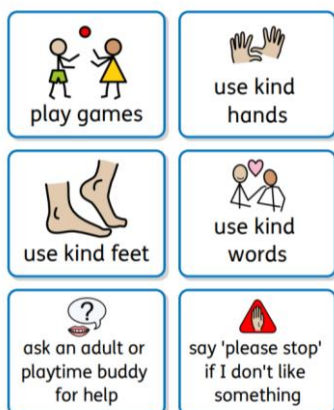 play games
use kind
hands
use kind feet
use kind
words
?
ask an adult or
playtime buddy
for help
say 'please stop'
if I don't like
something